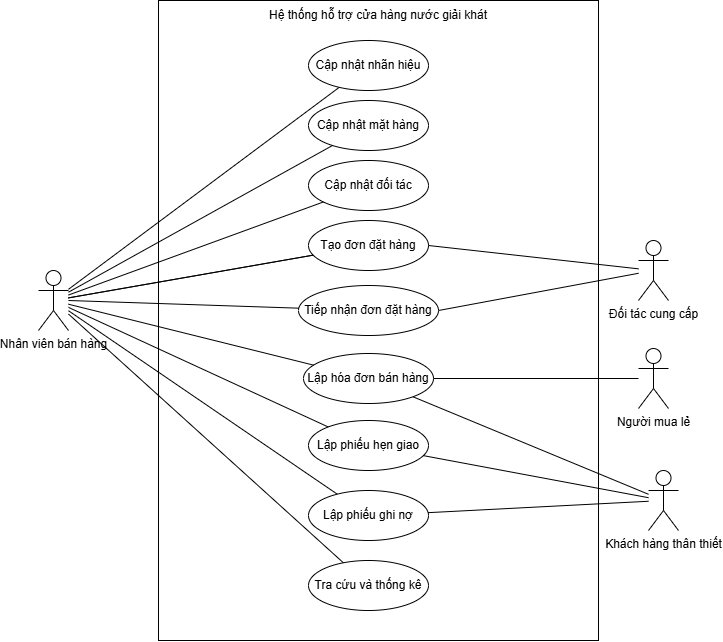 Hệ thống hỗ trợ cửa hàng nước giải khát
Cập nhật nhãn hiệu
Cập nhật mặt hàng
Cập nhật đối tác
Tạo đơn đặt hàng
Tiếp nhận đơn đặt hàng
Đối tác cung cấp
Nhân viên bán hàng
Lập hóa đơn bán hàng
Người mua lẻ
Lập phiếu hẹn giao
Lập phiếu ghi nợ
Khách hàng thân thiết
Tra cứu và thống kê